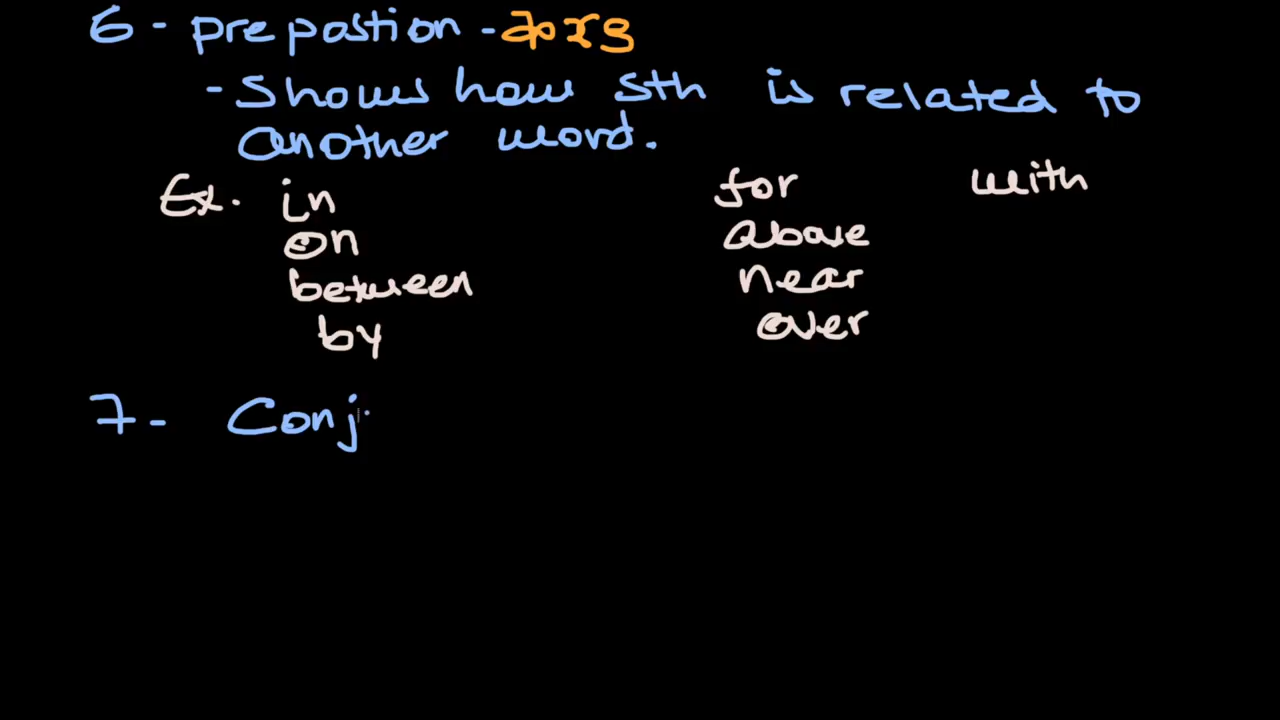 6 - prepostion -
- Shows how sth is related to
another word.
Ex. in for with
on above
between near
by over
7 - Conj